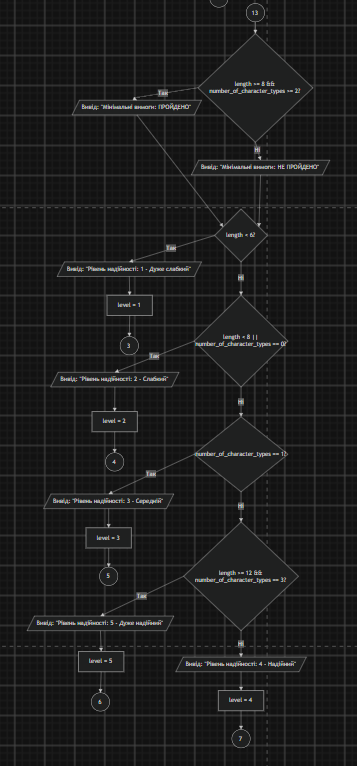 13
length >= 8 &&
number_of_character_types >= 2?
Так
Вивід: "Мінімальні вимоги: ПРОЙДЕНО"
Ні
Вивід: "Мінімальні вимоги: НЕ ПРОЙДЕНО"
length < 6?
Так
Вивід: "Рівень надійності: 1 - Дуже слабкий"
Ні
level = 1
length < 8 ||
number_of_character_types == 0?
3
Так
Вивід: "Рівень надійності: 2 - Слабкий"
Ні
level = 2
number_of_character_types == 1?
4
Так
Вивід: "Рівень надійності: 3 - Середній"
Ні
level = 3
length >= 12 &&
number_of_character_types == 3?
5
Так
Вивід: "Рівень надійності: 5 - Дуже надійний"
Ні
level = 5
Вивід: "Рівень надійності: 4 - Надійний"
6
level = 4
7